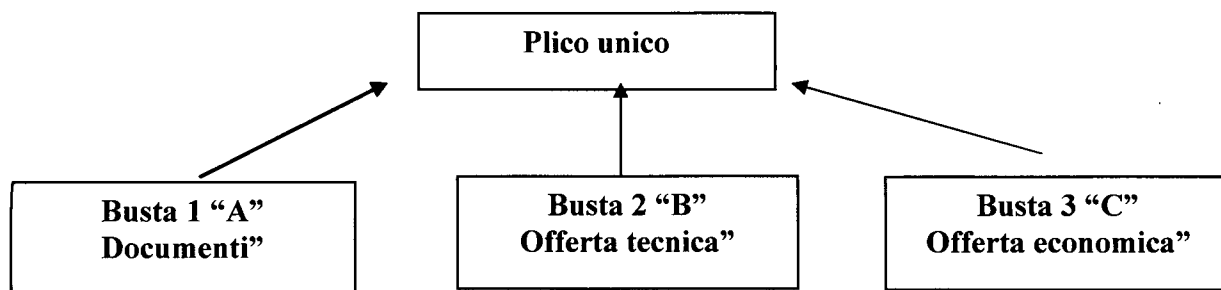 Plico unico
Busta 1 “A”
Documenti”
Busta 2 “B”
Offerta tecnica”
Busta 3 “C”
Offerta economica”